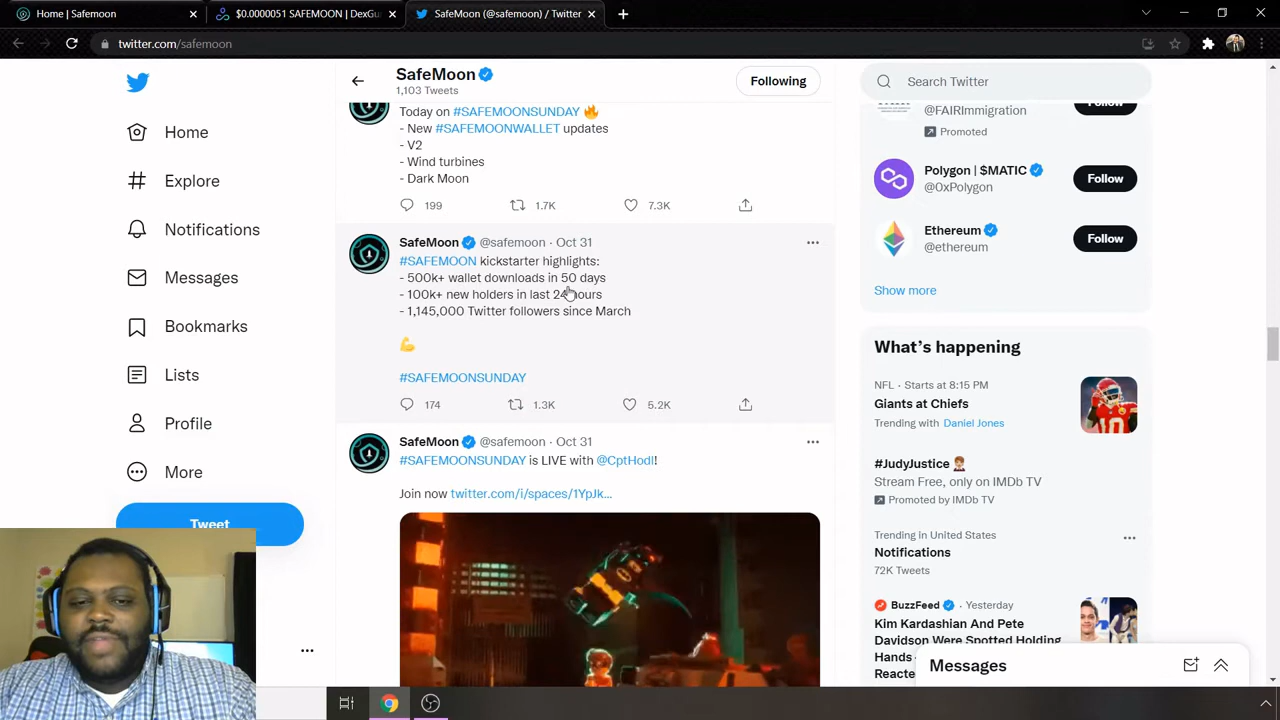 Home | Safemoon
$0.0000051 SAFEMOON | DexGu
SafeMoon (@safemoon) / Twitter
twitter.com/safemoon
Home
Explore
Notifications
Messages
Bookmarks
Lists
Profile
More
Tweet
SafeMoon
1,103 Tweets
Following
Today on #SAFEMOONSUNDAY 🔥
- New #SAFEMOONWALLET updates
- V2
- Wind turbines
- Dark Moon
199 1.7K 7.3K
SafeMoon @safemoon · Oct 31
#SAFEMOON kickstarter highlights:
- 500k+ wallet downloads in 50 days
- 100k+ new holders in last 24 hours
- 1,145,000 Twitter followers since March
💪
#SAFEMOONSUNDAY
174 1.3K 5.2K
SafeMoon @safemoon · Oct 31
#SAFEMOONSUNDAY is LIVE with @CptHodl!
Join now twitter.com/i/spaces/1YpJk...
Search Twitter
@FAIRImmigration
Promoted
Polygon | $MATIC
@0xPolygon
Follow
Ethereum
@ethereum
Follow
Show more
What's happening
NFL · Starts at 8:15 PM
Giants at Chiefs
Trending with Daniel Jones
#JudyJustice
Stream Free, only on IMDb TV
Promoted by IMDb TV
Trending in United States
Notifications
72K Tweets
BuzzFeed · Yesterday
Kim Kardashian And Pete
Davidson Were Spotted Holding
Hands
Reacte
Messages